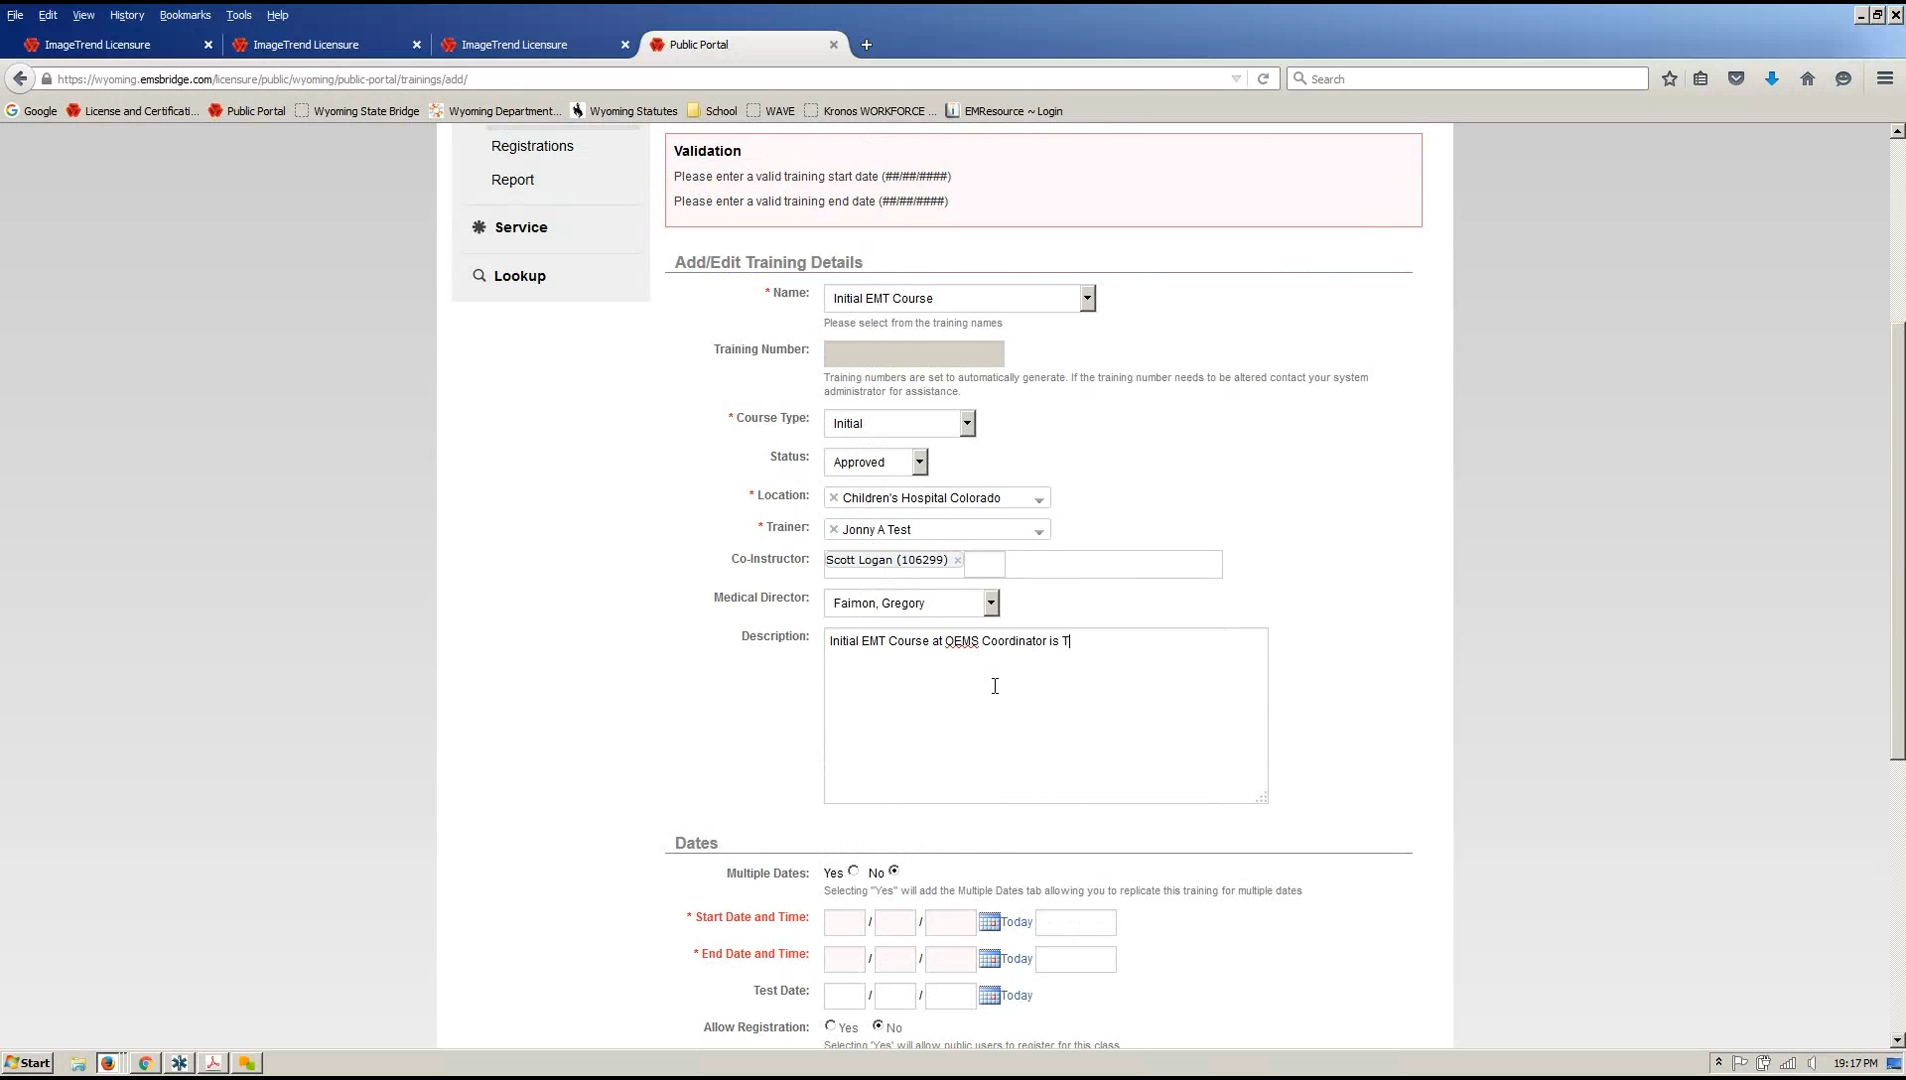 File Edit View History Bookmarks Tools Help
ImageTrend Licensure ImageTrend Licensure ImageTrend Licensure Public Portal
https://wyoming.emsbridge.com/licensure/public/wyoming/public-portal/trainings/add/ Search
Google License and Certificati... Public Portal Wyoming State Bridge Wyoming Department... Wyoming Statutes School WAVE Kronos WORKFORCE ... EMResource ~ Login
Registrations
Report
Service
Lookup
Validation
Please enter a valid training start date (##/##/####)
Please enter a valid training end date (##/##/####)
Add/Edit Training Details
* Name: Initial EMT Course
Please select from the training names
Training Number:
Training numbers are set to automatically generate. If the training number needs to be altered contact your system
administrator for assistance.
* Course Type: Initial
Status: Approved
* Location: Children's Hospital Colorado
* Trainer: Jonny A Test
Co-Instructor: Scott Logan (106299)
Medical Director: Faimon, Gregory
Description: Initial EMT Course at OEMS Coordinator is T
Dates
Multiple Dates: Yes No
Selecting "Yes" will add the Multiple Dates tab allowing you to replicate this training for multiple dates
* Start Date and Time: / / Today
* End Date and Time: / / Today
Test Date: / / Today
Allow Registration: Yes No
Selecting 'Yes' will allow public users to register for this class
Start 19:17 PM